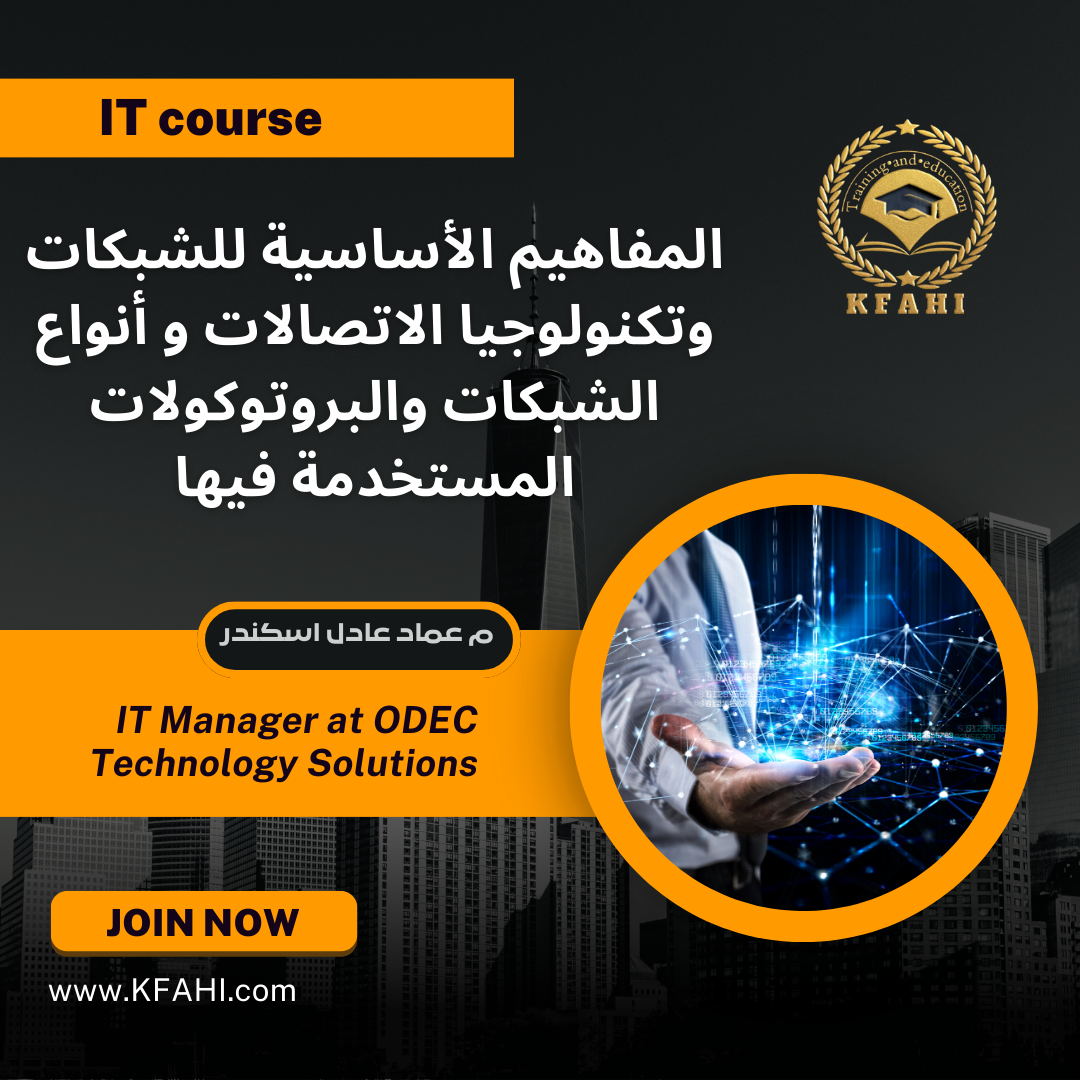 IT course
Training and education
KFAHI
المفاهيم الأساسية للشبكات
وتكنولوجيا الاتصالات و أنواع
الشبكات والبروتوكولات
المستخدمة فيها
م عماد عادل اسكندر
IT Manager at ODEC
Technology Solutions
JOIN NOW
www.KFAHI.com